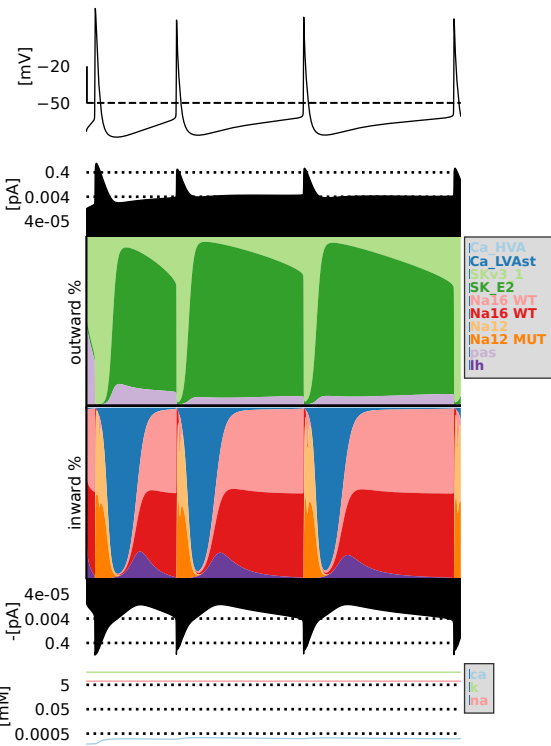 [mV]
−20
−50
[pA]
0.4
0.004
4e-05
outward %
Ca_HVA
Ca_LVAst
SKv3_1
SK_E2
Na16 WT
Na16 WT
Na12
Na12 MUT
pas
Ih
inward %
-[pA]
4e-05
0.004
0.4
[mM]
5
0.05
0.0005
ca
k
na